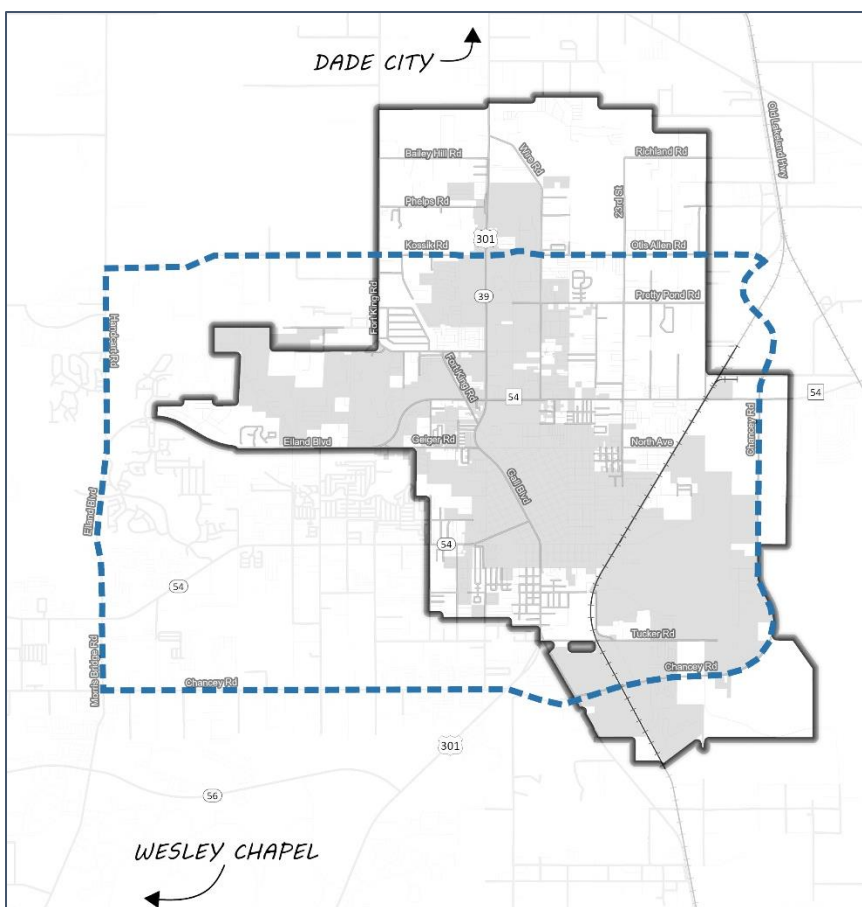 DADE CITY
Old Lakeland Hwy
Bailey Hill Rd
Wire Rd
Richland Rd
Phelps Rd
23rd St
301
Kossik Rd
Otis Allen Rd
39
Pretty Pond Rd
Fort King Rd
Handcart Rd
Fort King Rd
54
54
Chancey Rd
Eiland Blvd
Geiger Rd
North Ave
Gall Blvd
Eiland Blvd
54
54
Tucker Rd
Morris Bridge Rd
Chancey Rd
Chancey Rd
301
56
WESLEY CHAPEL